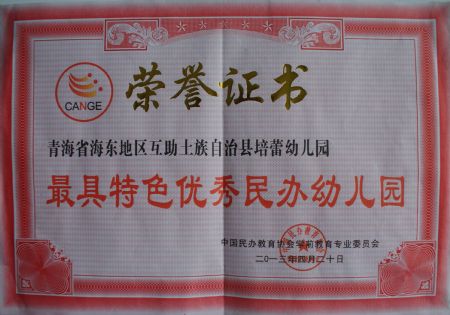 CANGE
荣誉证书
青海省海东地区互助土族自治县培蕾幼儿园
最具特色优秀民办幼儿园
中国民办教育协会学前教育专业委员会
二〇一三年四月二十日